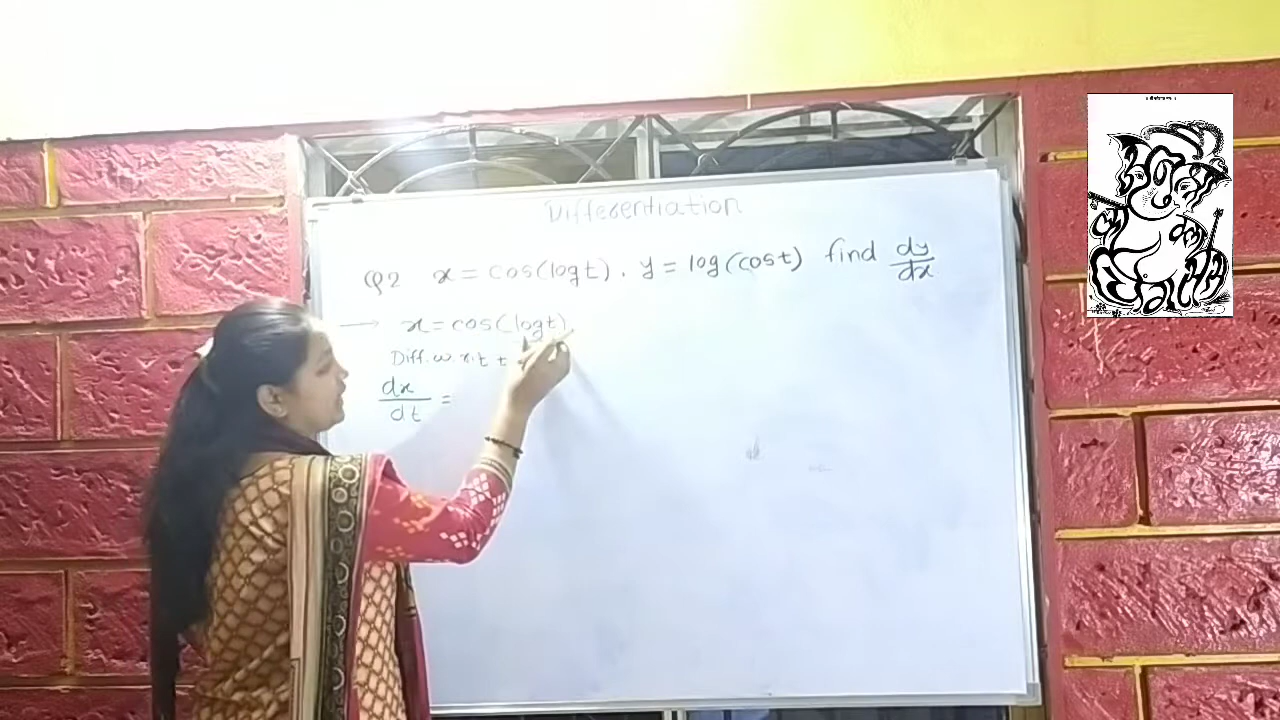 Differentiation
Q2 x = cos(log t) . y = log(cos t) find dy/dx
→ x = cos(log t)
Diff. w. r. t t
dx/dt =